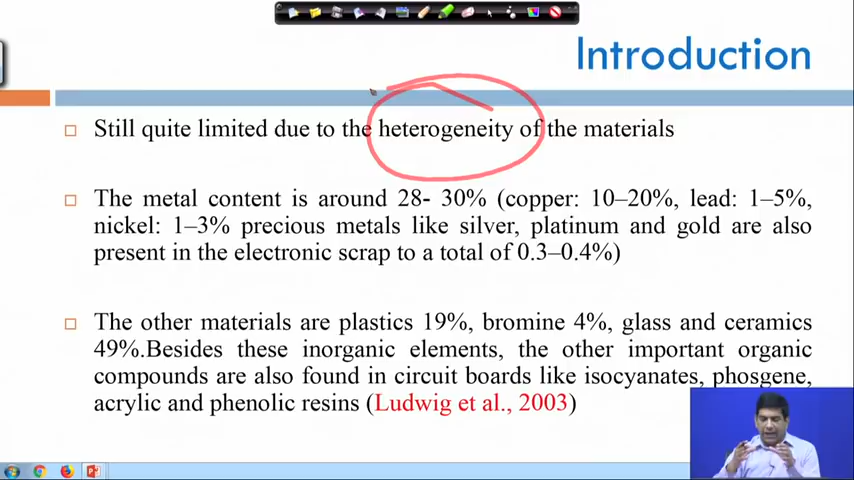 Introduction
Still quite limited due to the heterogeneity of the materials
The metal content is around 28- 30% (copper: 10–20%, lead: 1–5%,
nickel: 1–3% precious metals like silver, platinum and gold are also
present in the electronic scrap to a total of 0.3–0.4%)
The other materials are plastics 19%, bromine 4%, glass and ceramics
49%.Besides these inorganic elements, the other important organic
compounds are also found in circuit boards like isocyanates, phosgene,
acrylic and phenolic resins (Ludwig et al., 2003)